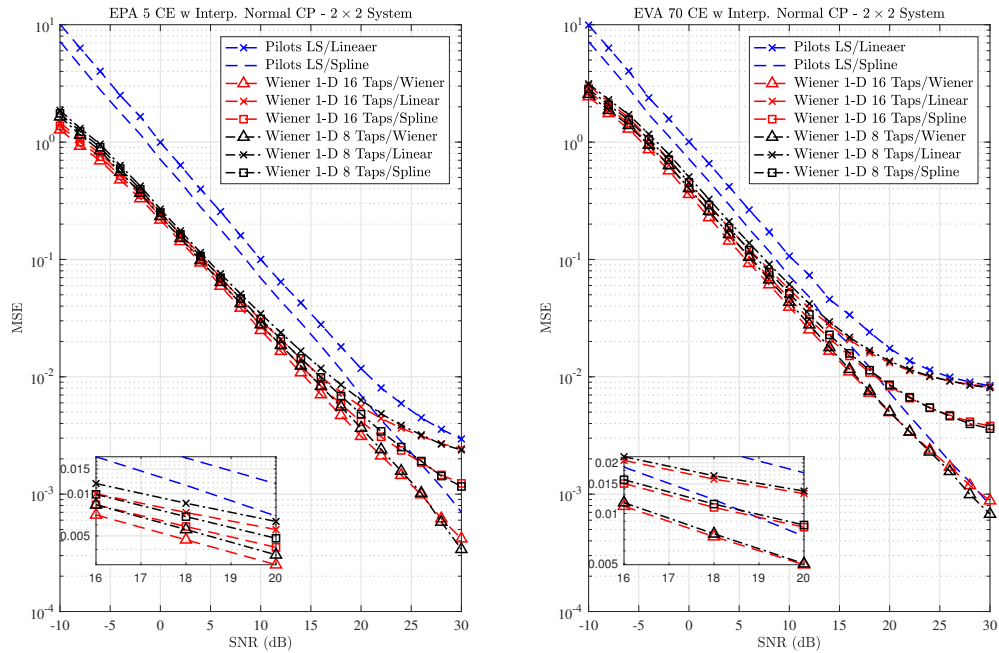 EPA 5 CE w Interp. Normal CP - 2 × 2 System
10^1
10^0
10^-1
10^-2
10^-3
10^-4
MSE
Pilots LS/Lineaer
Pilots LS/Spline
Wiener 1-D 16 Taps/Wiener
Wiener 1-D 16 Taps/Linear
Wiener 1-D 16 Taps/Spline
Wiener 1-D 8 Taps/Wiener
Wiener 1-D 8 Taps/Linear
Wiener 1-D 8 Taps/Spline
0.015
0.010
0.005
16 17 18 19 20
-10 -5 0 5 10 15 20 25 30
SNR (dB)
EVA 70 CE w Interp. Normal CP - 2 × 2 System
10^1
10^0
10^-1
10^-2
10^-3
10^-4
MSE
Pilots LS/Lineaer
Pilots LS/Spline
Wiener 1-D 16 Taps/Wiener
Wiener 1-D 16 Taps/Linear
Wiener 1-D 16 Taps/Spline
Wiener 1-D 8 Taps/Wiener
Wiener 1-D 8 Taps/Linear
Wiener 1-D 8 Taps/Spline
0.02
0.015
0.01
0.005
16 17 18 19 20
-10 -5 0 5 10 15 20 25 30
SNR (dB)